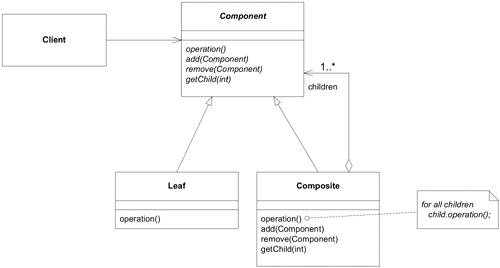 Component
Client
operation()
add(Component)
remove(Component)
getChild(int)
1..*
children
Leaf
operation()
Composite
operation()
add(Component)
remove(Component)
getChild(int)
for all children
child.operation();